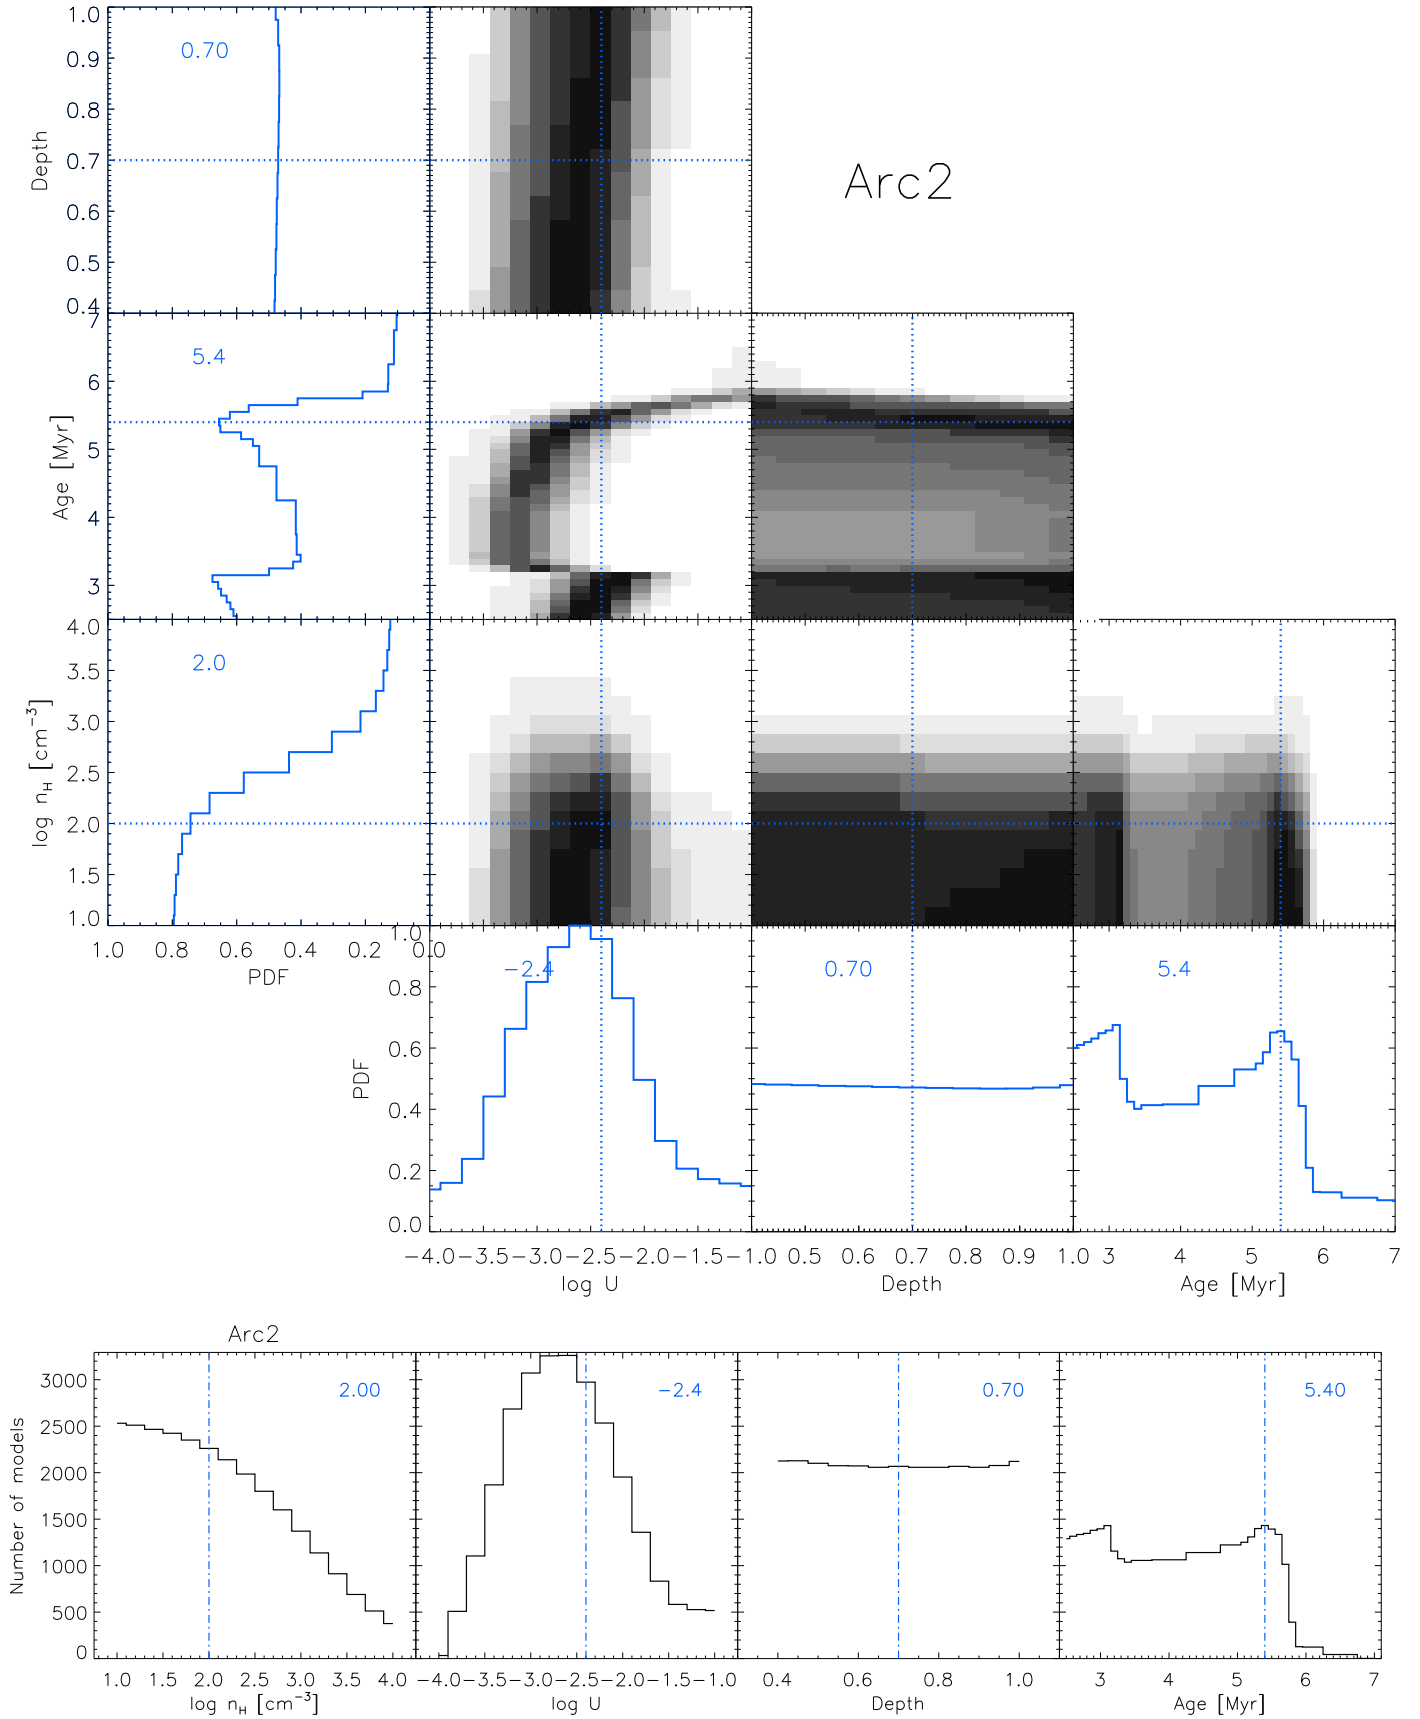 1.0
0.9
0.8
0.7
0.6
0.5
0.4
Depth
0.70
Arc2
7
6
5
4
3
Age [Myr]
5.4
4.0
3.5
3.0
2.5
2.0
1.5
1.0
log n_H [cm⁻³]
2.0
1.0 0.8 0.6 0.4 0.2 0.0
PDF
1.0
0.8
0.6
0.4
0.2
0.0
PDF
−2.4
0.70
5.4
−4.0 −3.5 −3.0 −2.5 −2.0 −1.5 −1.0
log U
0.5 0.6 0.7 0.8 0.9 1.0
Depth
3 4 5 6 7
Age [Myr]
Arc2
3000
2500
2000
1500
1000
500
0
Number of models
2.00
−2.4
0.70
5.40
1.0 1.5 2.0 2.5 3.0 3.5 4.0
log n_H [cm⁻³]
−4.0 −3.5 −3.0 −2.5 −2.0 −1.5 −1.0
log U
0.4 0.6 0.8 1.0
Depth
3 4 5 6 7
Age [Myr]